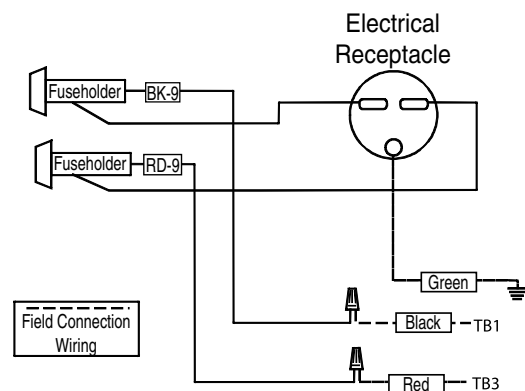 Electrical
Receptacle
Fuseholder
BK-9
Fuseholder
RD-9
Green
Black
TB1
Field Connection
Wiring
Red
TB3